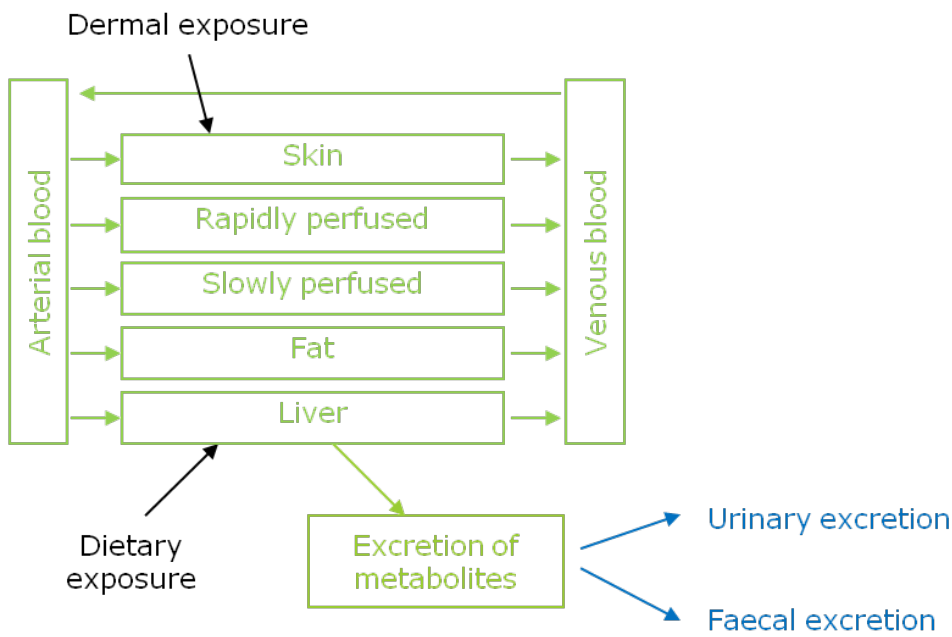 Dermal exposure
Arterial blood
Skin
Rapidly perfused
Slowly perfused
Fat
Liver
Venous blood
Dietary
exposure
Excretion of
metabolites
Urinary excretion
Faecal excretion